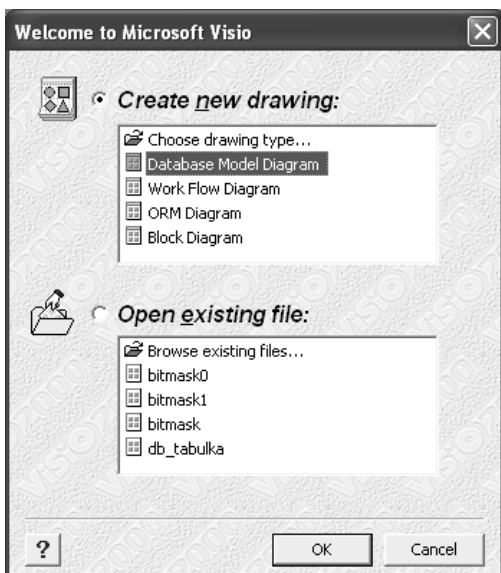 Welcome to Microsoft Visio
Create new drawing:
Choose drawing type...
Database Model Diagram
Work Flow Diagram
ORM Diagram
Block Diagram
Open existing file:
Browse existing files...
bitmask0
bitmask1
bitmask
db_tabulka
? OK Cancel